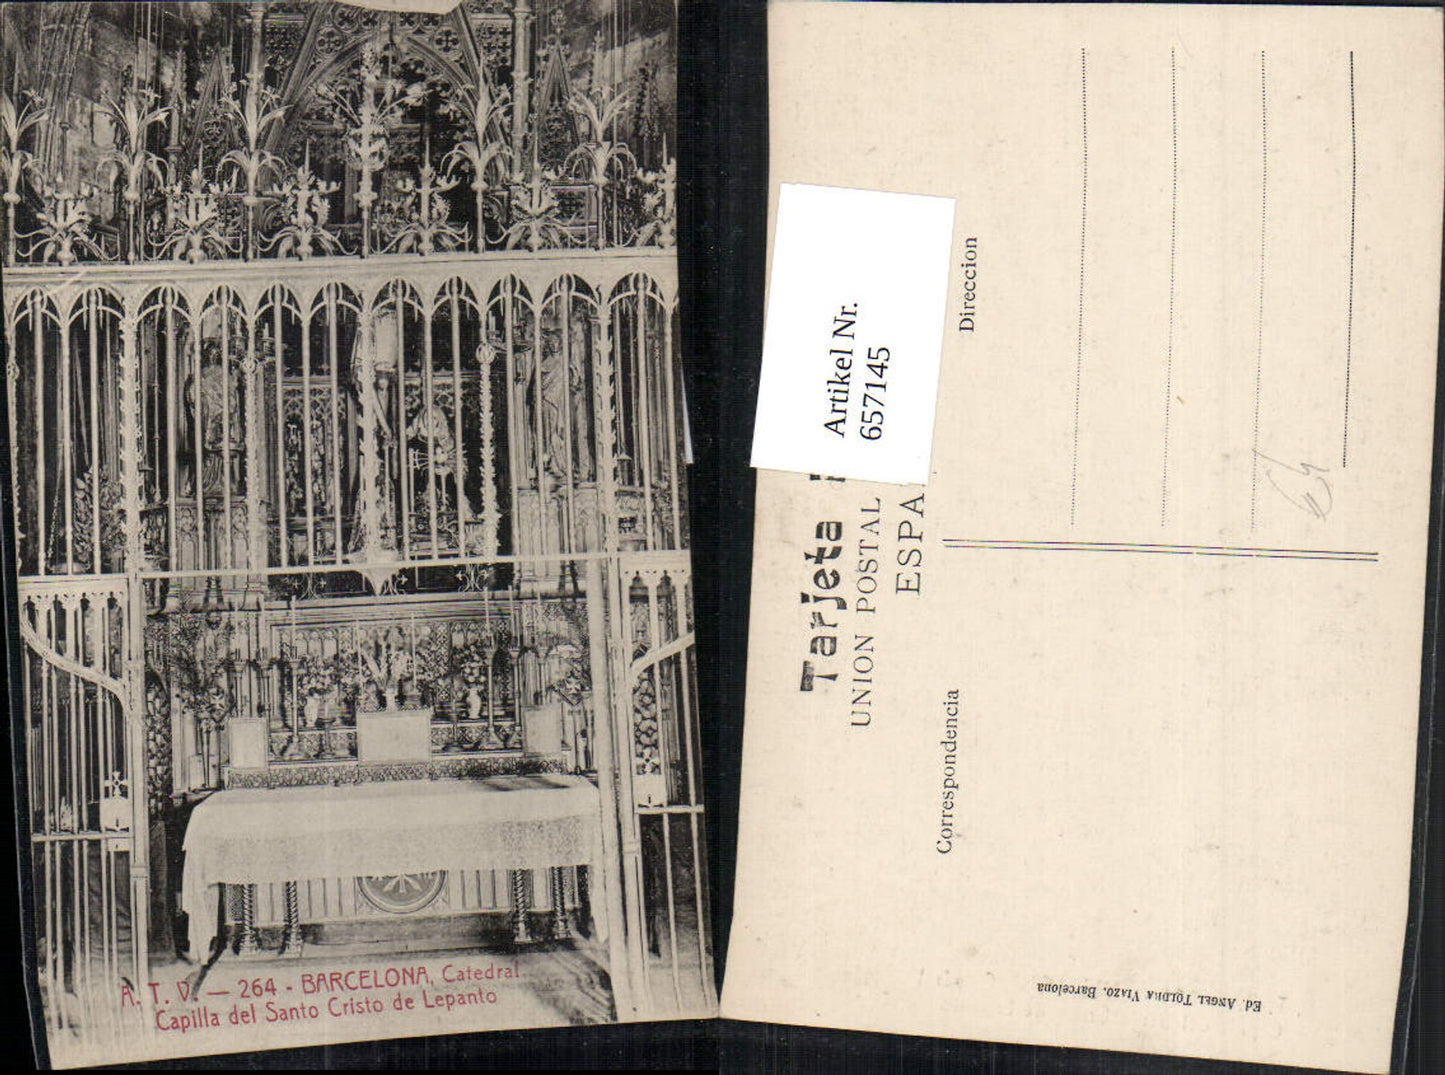 A. T. V. — 264 - BARCELONA, Catedral
Capilla del Santo Cristo de Lepanto
Artikel Nr.
657145
Tarjeta
UNION POSTAL
ESPA
Direccion
Correspondencia
Ed. ANGEL TOLDRA VIAZO. Barcelona